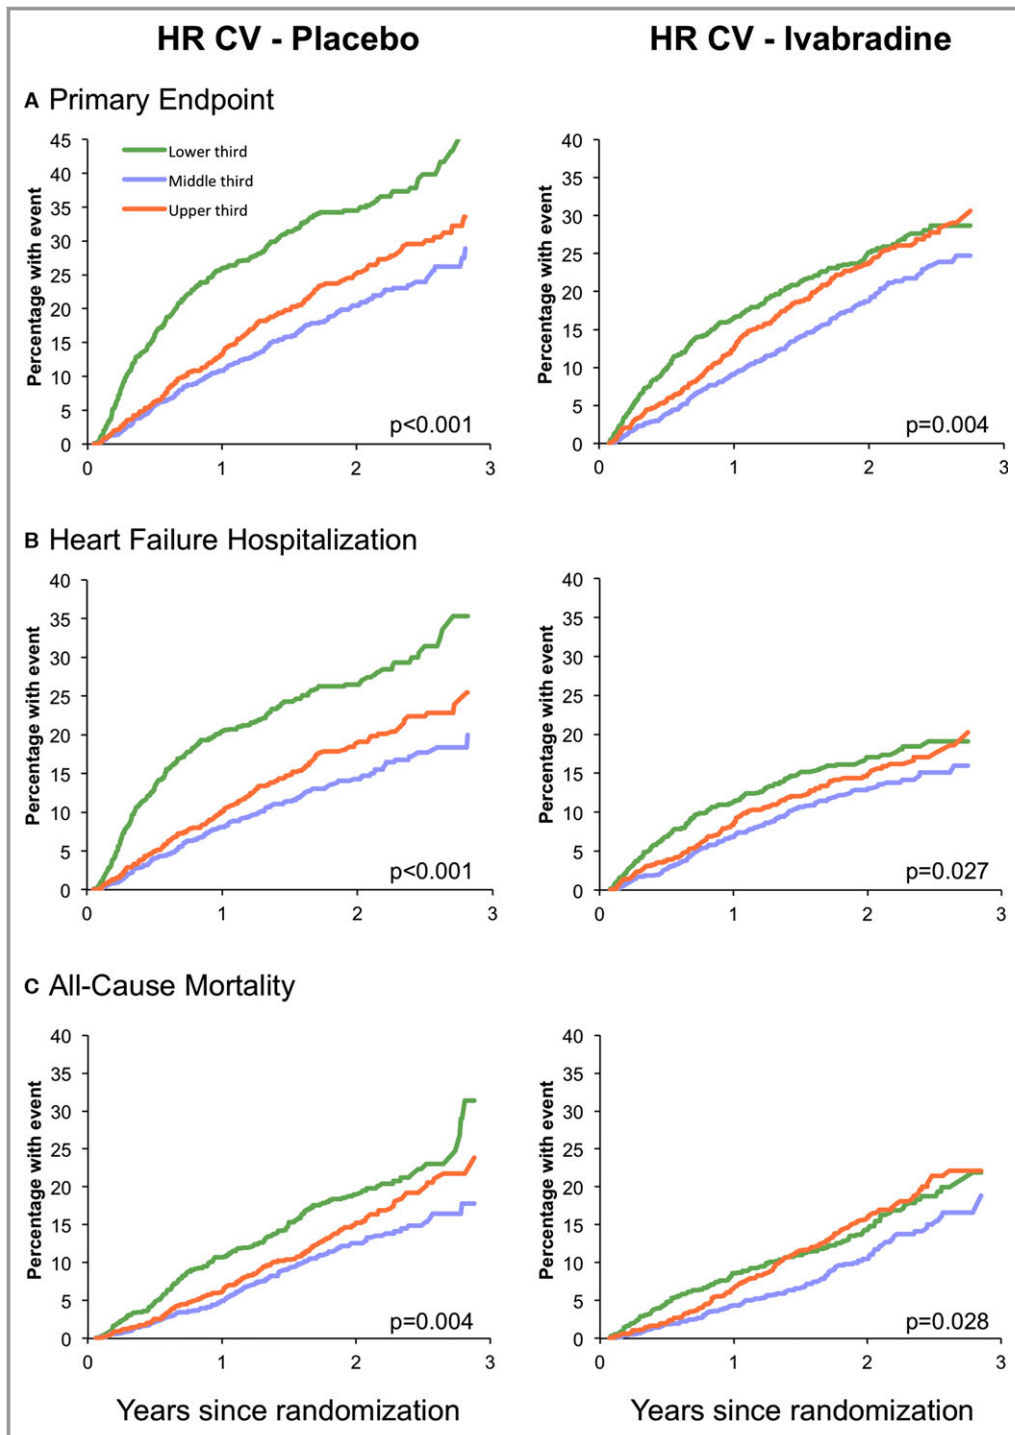 HR CV - Placebo
HR CV - Ivabradine
A Primary Endpoint
Percentage with event
45
40
35
30
25
20
15
10
5
0
Lower third
Middle third
Upper third
p<0.001
0 1 2 3
Percentage with event
40
35
30
25
20
15
10
5
0
p=0.004
0 1 2 3
B Heart Failure Hospitalization
Percentage with event
40
35
30
25
20
15
10
5
0
p<0.001
0 1 2 3
Percentage with event
40
35
30
25
20
15
10
5
0
p=0.027
0 1 2 3
C All-Cause Mortality
Percentage with event
40
35
30
25
20
15
10
5
0
p=0.004
0 1 2 3
Years since randomization
Percentage with event
40
35
30
25
20
15
10
5
0
p=0.028
0 1 2 3
Years since randomization